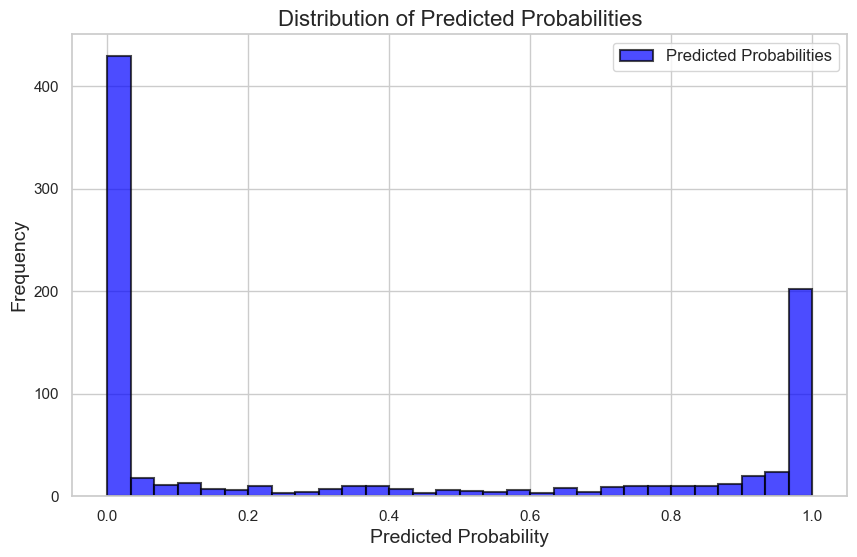 Distribution of Predicted Probabilities
Predicted Probabilities
400
300
200
100
0
Frequency
0.0 0.2 0.4 0.6 0.8 1.0
Predicted Probability